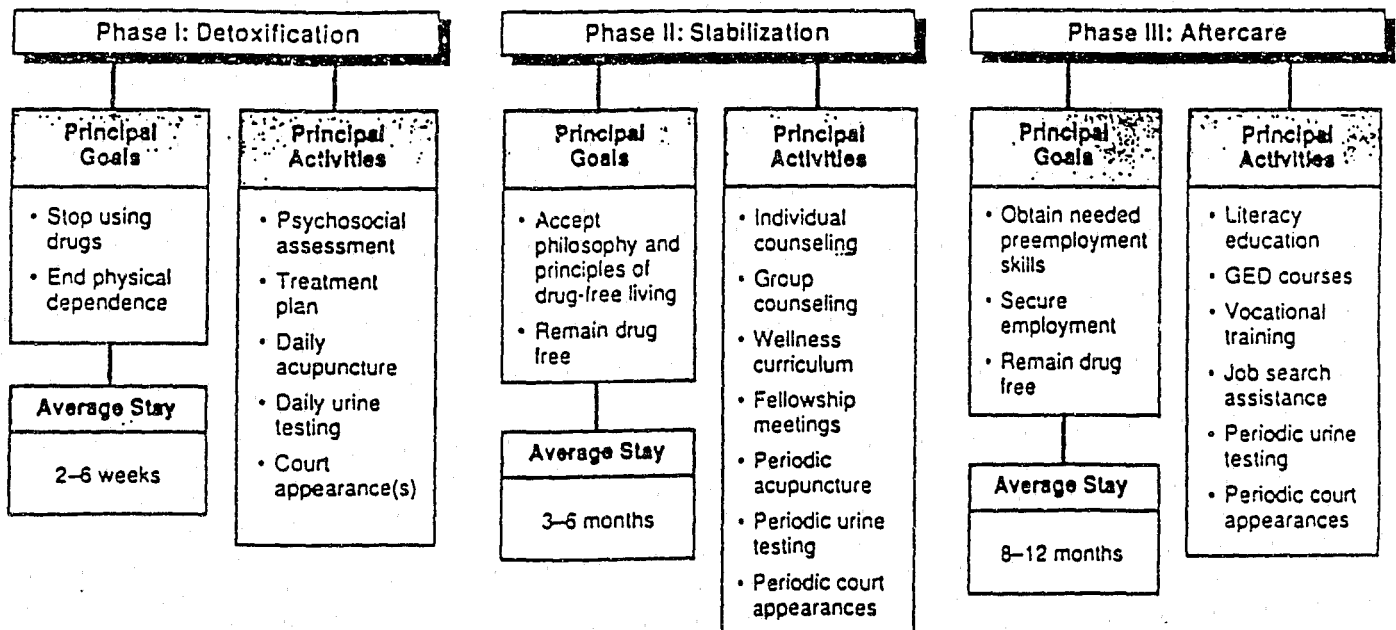 Phase I: Detoxification
Principal
Goals
• Stop using
drugs
• End physical
dependence
Average Stay
2–6 weeks
Principal
Activities
• Psychosocial
assessment
• Treatment
plan
• Daily
acupuncture
• Daily urine
testing
• Court
appearance(s)
Phase II: Stabilization
Principal
Goals
• Accept
philosophy and
principles of
drug-free living
• Remain drug
free
Average Stay
3–6 months
Principal
Activities
• Individual
counseling
• Group
counseling
• Wellness
curriculum
• Fellowship
meetings
• Periodic
acupuncture
• Periodic urine
testing
• Periodic court
appearances
Phase III: Aftercare
Principal
Goals
• Obtain needed
preemployment
skills
• Secure
employment
• Remain drug
free
Average Stay
8–12 months
Principal
Activities
• Literacy
education
• GED courses
• Vocational
training
• Job search
assistance
• Periodic urine
testing
• Periodic court
appearances